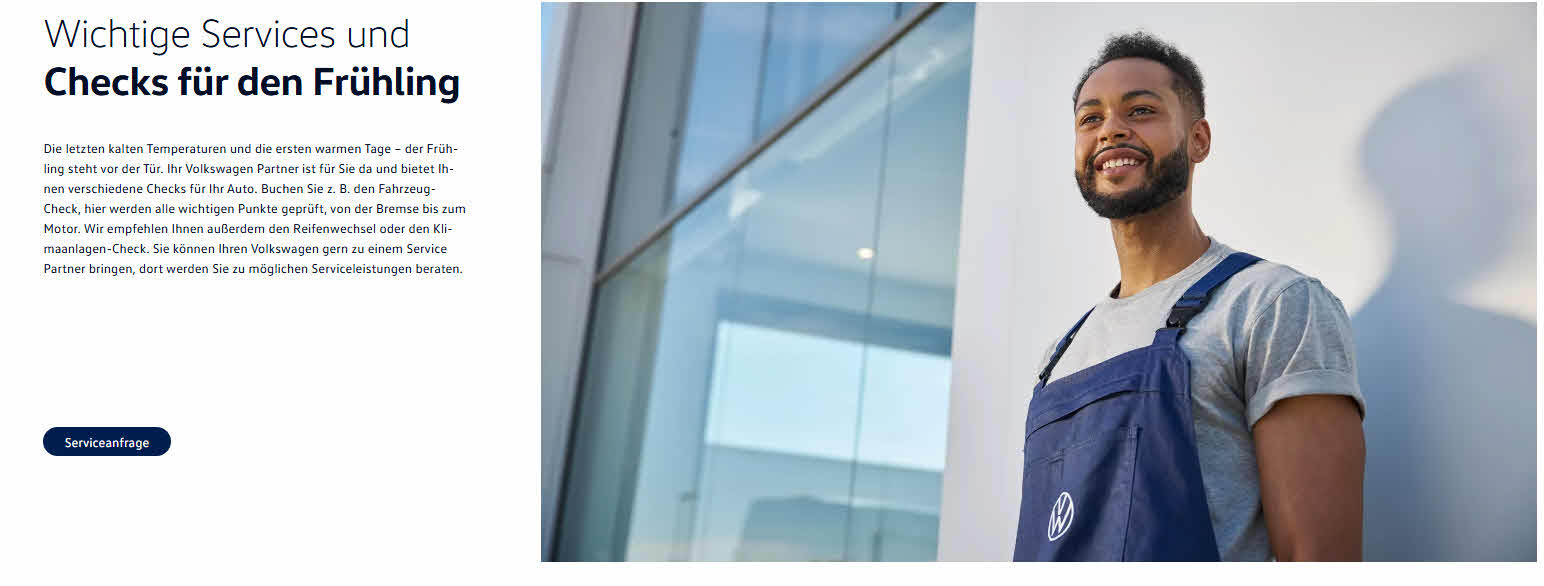 Wichtige Services und
Checks für den Frühling
Die letzten kalten Temperaturen und die ersten warmen Tage – der Früh-
ling steht vor der Tür. Ihr Volkswagen Partner ist für Sie da und bietet Ih-
nen verschiedene Checks für Ihr Auto. Buchen Sie z. B. den Fahrzeug-
Check, hier werden alle wichtigen Punkte geprüft, von der Bremse bis zum
Motor. Wir empfehlen Ihnen außerdem den Reifenwechsel oder den Kli-
maanlagen-Check. Sie können Ihren Volkswagen gern zu einem Service
Partner bringen, dort werden Sie zu möglichen Serviceleistungen beraten.
Serviceanfrage